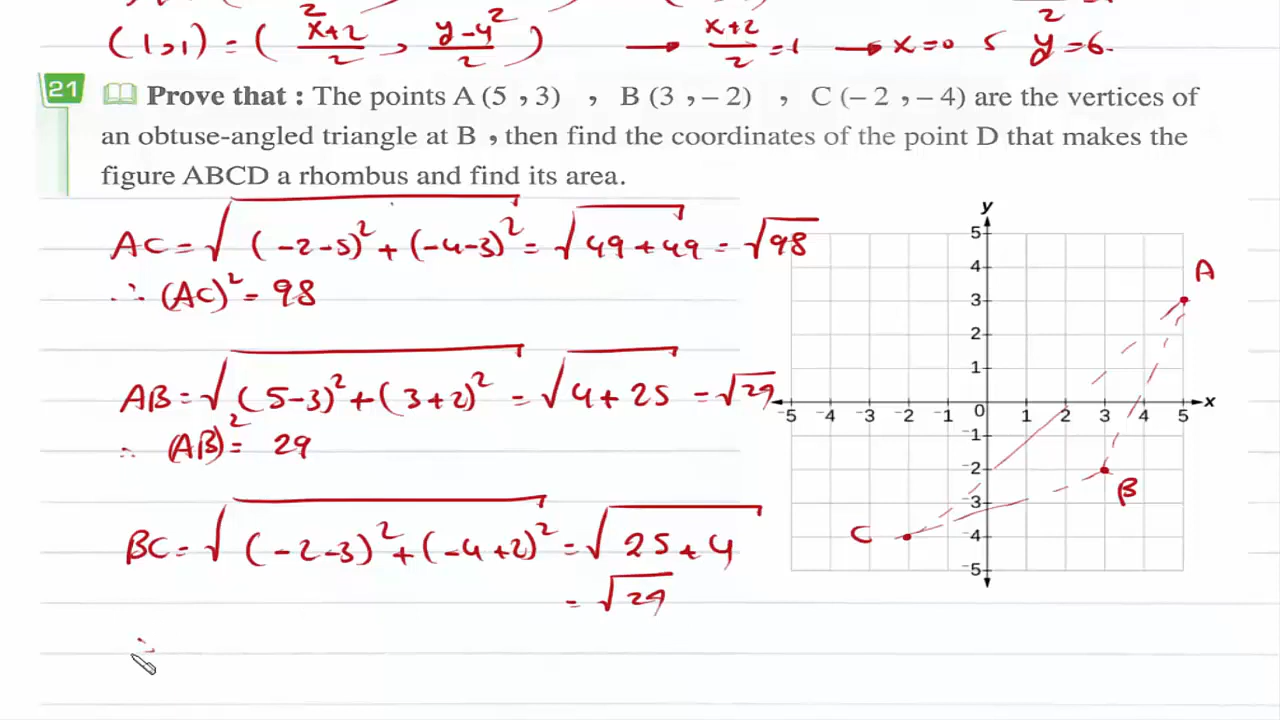 (1,1) = ( x+2/2 , y-4/2 ) → x+2/2 = 1 → x=0 , y=6.
21 Prove that : The points A (5 , 3) , B (3 , – 2) , C (– 2 , – 4) are the vertices of
an obtuse-angled triangle at B , then find the coordinates of the point D that makes the
figure ABCD a rhombus and find its area.
AC = √(-2-5)² + (-4-3)² = √49+49 = √98
∴ (AC)² = 98
AB = √(5-3)² + (3+2)² = √4+25 = √29
∴ (AB)² = 29
BC = √(-2-3)² + (-4+2)² = √25+4
= √29
∴
y
5
4
3
2
1
0
-1
-2
-3
-4
-5
-5 -4 -3 -2 -1 1 2 3 4 5 x
A
B
C